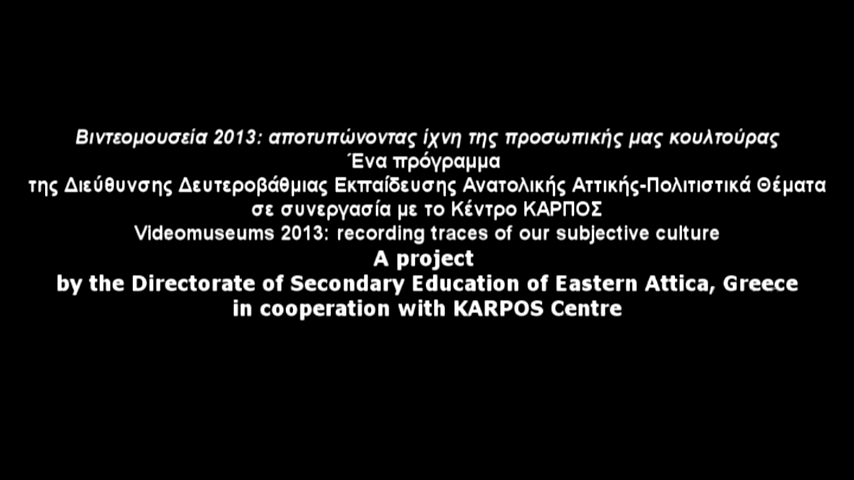 Βιντεομουσεία 2013: αποτυπώνοντας ίχνη της προσωπικής μας κουλτούρας
Ένα πρόγραμμα
της Διεύθυνσης Δευτεροβάθμιας Εκπαίδευσης Ανατολικής Αττικής-Πολιτιστικά Θέματα
σε συνεργασία με το Κέντρο ΚΑΡΠΟΣ
Videomuseums 2013: recording traces of our subjective culture
A project
by the Directorate of Secondary Education of Eastern Attica, Greece
in cooperation with KARPOS Centre